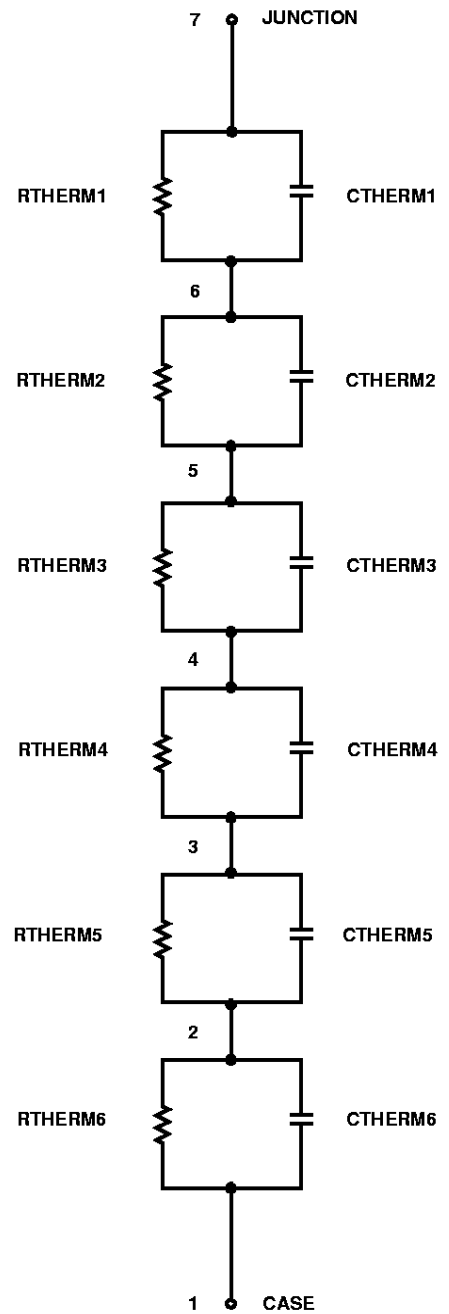 7 JUNCTION
RTHERM1 CTHERM1
6
RTHERM2 CTHERM2
5
RTHERM3 CTHERM3
4
RTHERM4 CTHERM4
3
RTHERM5 CTHERM5
2
RTHERM6 CTHERM6
1 CASE